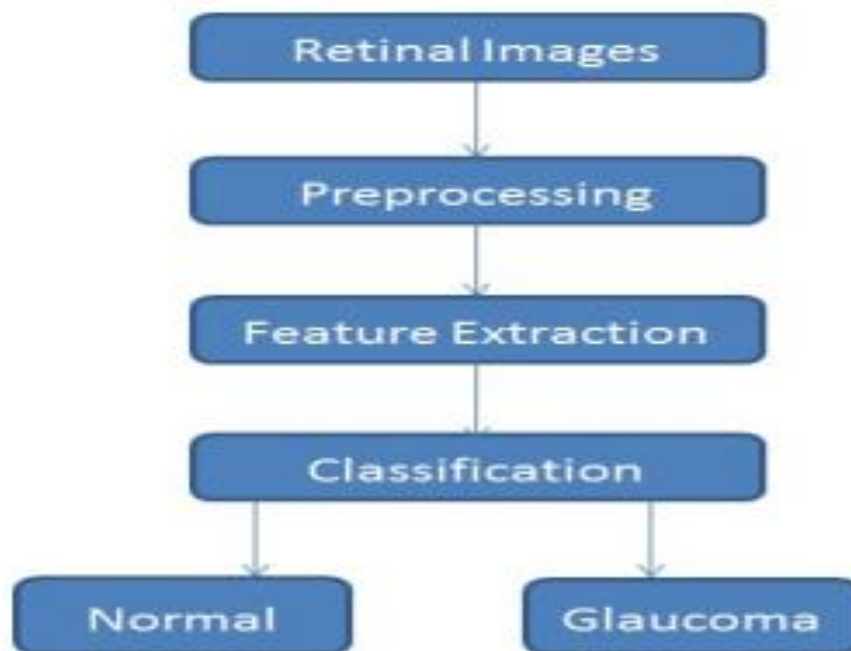 Retinal Images
Preprocessing
Feature Extraction
Classification
Normal
Glaucoma